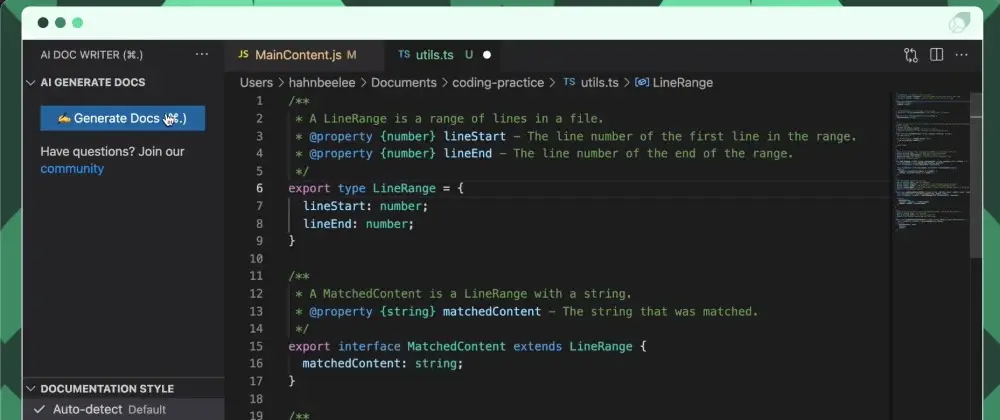 AI DOC WRITER (⌘.) ···
JS MainContent.js M
TS utils.ts U ●
AI GENERATE DOCS
✍️ Generate Docs (⌘.)
Have questions? Join our
community
DOCUMENTATION STYLE
✓ Auto-detect Default
Users > hahnbeelee > Documents > coding-practice > TS utils.ts > LineRange
1 /**
2 * A LineRange is a range of lines in a file.
3 * @property {number} lineStart – The line number of the first line in the range.
4 * @property {number} lineEnd – The line number of the end of the range.
5 */
6 export type LineRange = {
7 lineStart: number;
8 lineEnd: number;
9 }
10
11 /**
12 * A MatchedContent is a LineRange with a string.
13 * @property {string} matchedContent – The string that was matched.
14 */
15 export interface MatchedContent extends LineRange {
16 matchedContent: string;
17 }
18
19 /**